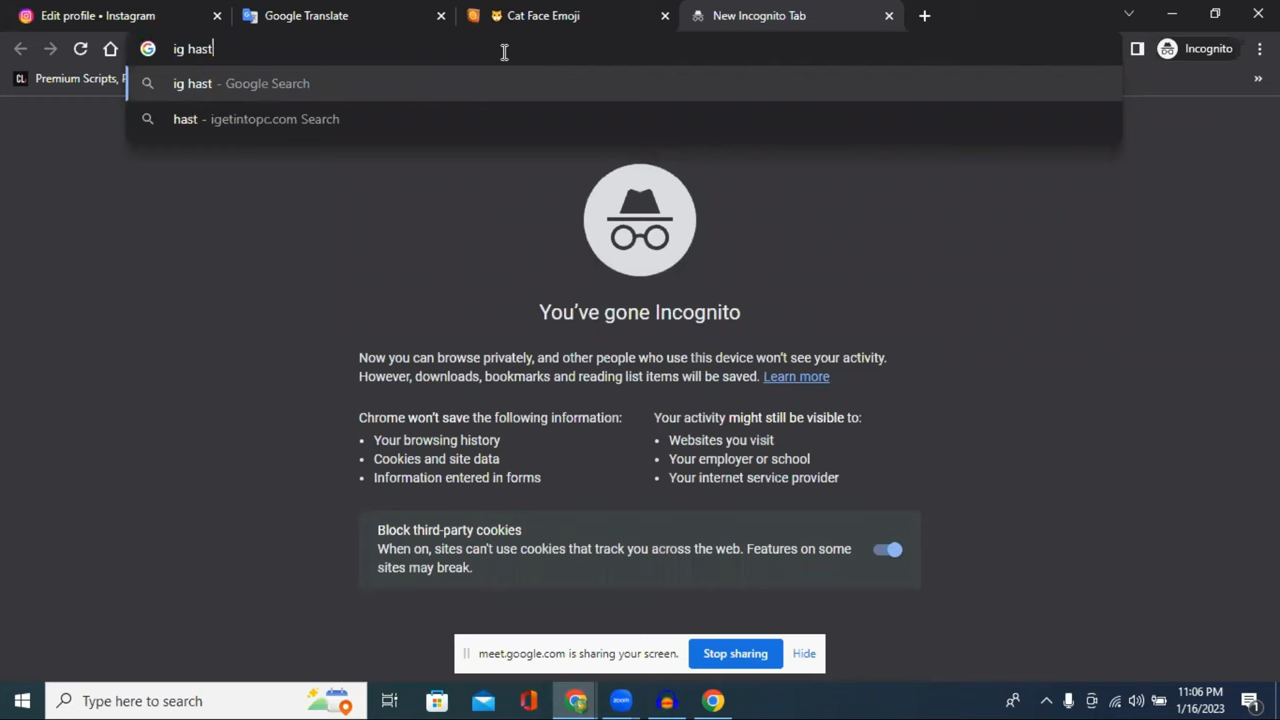 Edit profile • Instagram
Google Translate
Cat Face Emoji
New Incognito Tab
ig hast
Incognito
CL Premium Scripts, P
ig hast - Google Search
hast - igetintopc.com Search
You've gone Incognito
Now you can browse privately, and other people who use this device won't see your activity.
However, downloads, bookmarks and reading list items will be saved. Learn more
Chrome won't save the following information:
• Your browsing history
• Cookies and site data
• Information entered in forms
Your activity might still be visible to:
• Websites you visit
• Your employer or school
• Your internet service provider
Block third-party cookies
When on, sites can't use cookies that track you across the web. Features on some
sites may break.
meet.google.com is sharing your screen.
Stop sharing
Hide
Type here to search
zoom
11:06 PM
1/16/2023
1